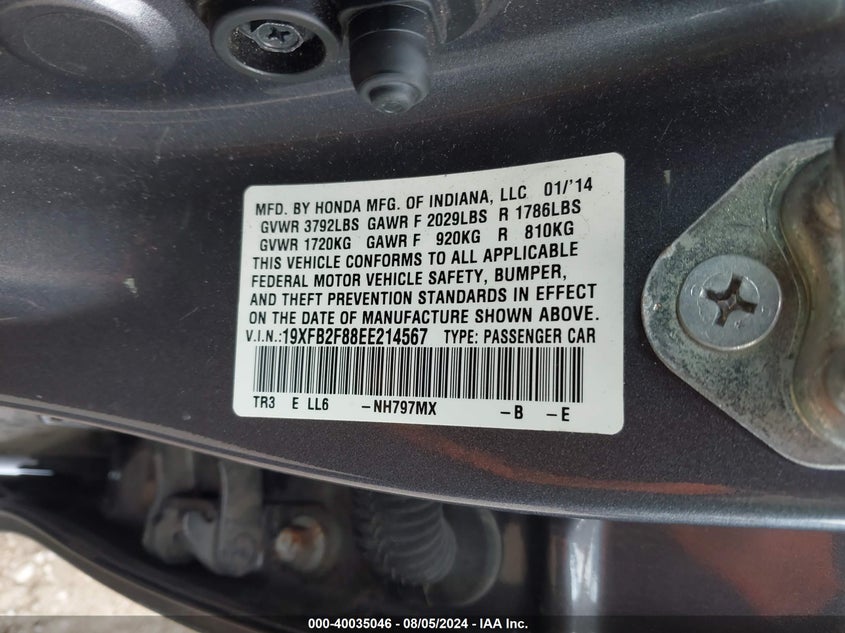 MFD. BY HONDA MFG. OF INDIANA, LLC 01/'14
GVWR 3792LBS GAWR F 2029LBS R 1786LBS
GVWR 1720KG GAWR F 920KG R 810KG
THIS VEHICLE CONFORMS TO ALL APPLICABLE
FEDERAL MOTOR VEHICLE SAFETY, BUMPER,
AND THEFT PREVENTION STANDARDS IN EFFECT
ON THE DATE OF MANUFACTURE SHOWN ABOVE.
V.I.N.:19XFB2F88EE214567 TYPE: PASSENGER CAR
TR3 E LL6 -NH797MX -B -E
000-40035046 - 08/05/2024 - IAA Inc.